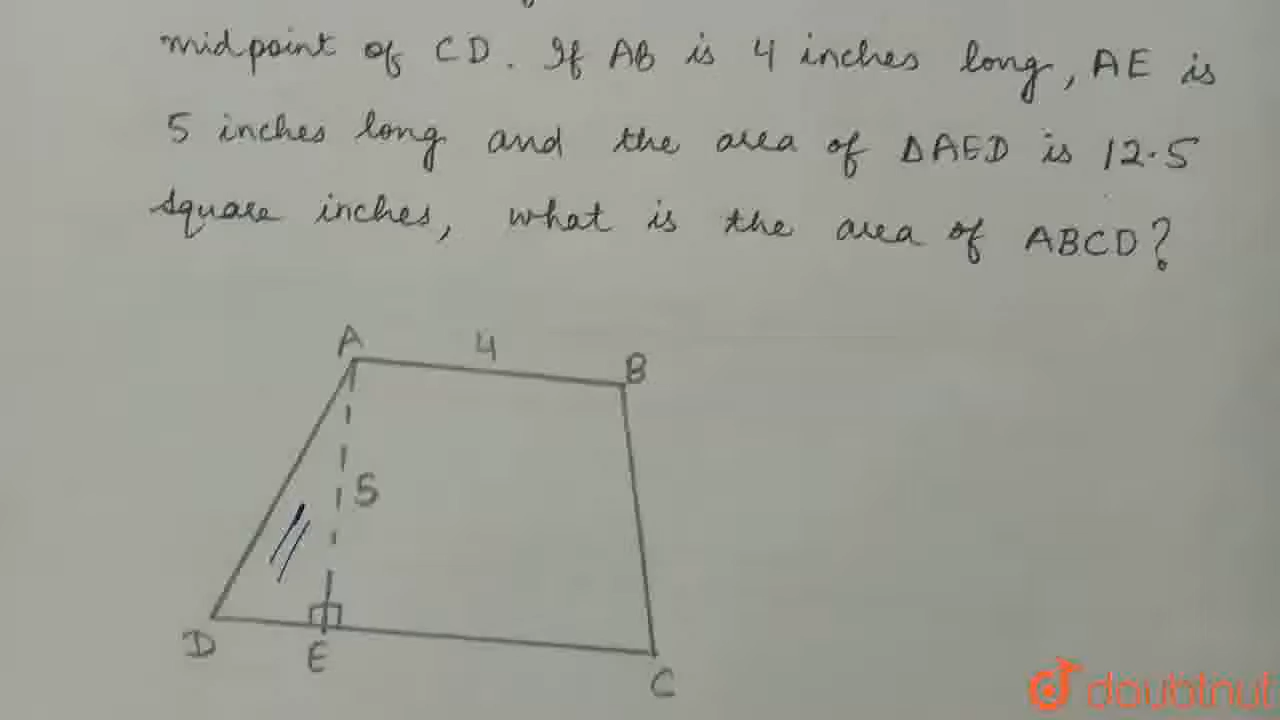 midpoint of CD. If AB is 4 inches long, AE is
5 inches long and the area of ΔAED is 12.5
square inches, what is the area of ABCD?
A 4 B
5
D E C
doubtnut